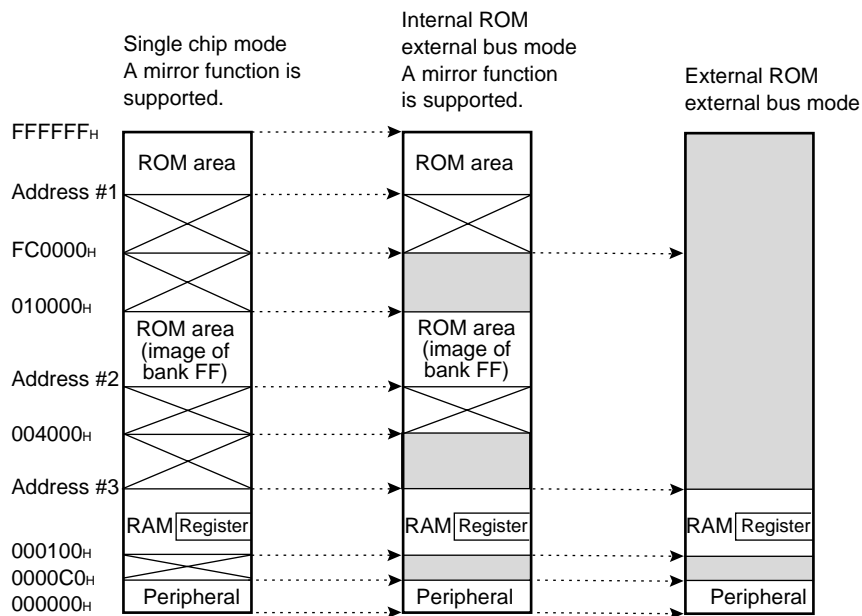 Single chip mode
A mirror function is
supported.
Internal ROM
external bus mode
A mirror function
is supported.
External ROM
external bus mode
FFFFFFH
ROM area
ROM area
Address #1
FC0000H
010000H
ROM area
(image of
bank FF)
ROM area
(image of
bank FF)
Address #2
004000H
Address #3
RAM Register
RAM Register
RAM Register
000100H
0000C0H
Peripheral
Peripheral
Peripheral
000000H